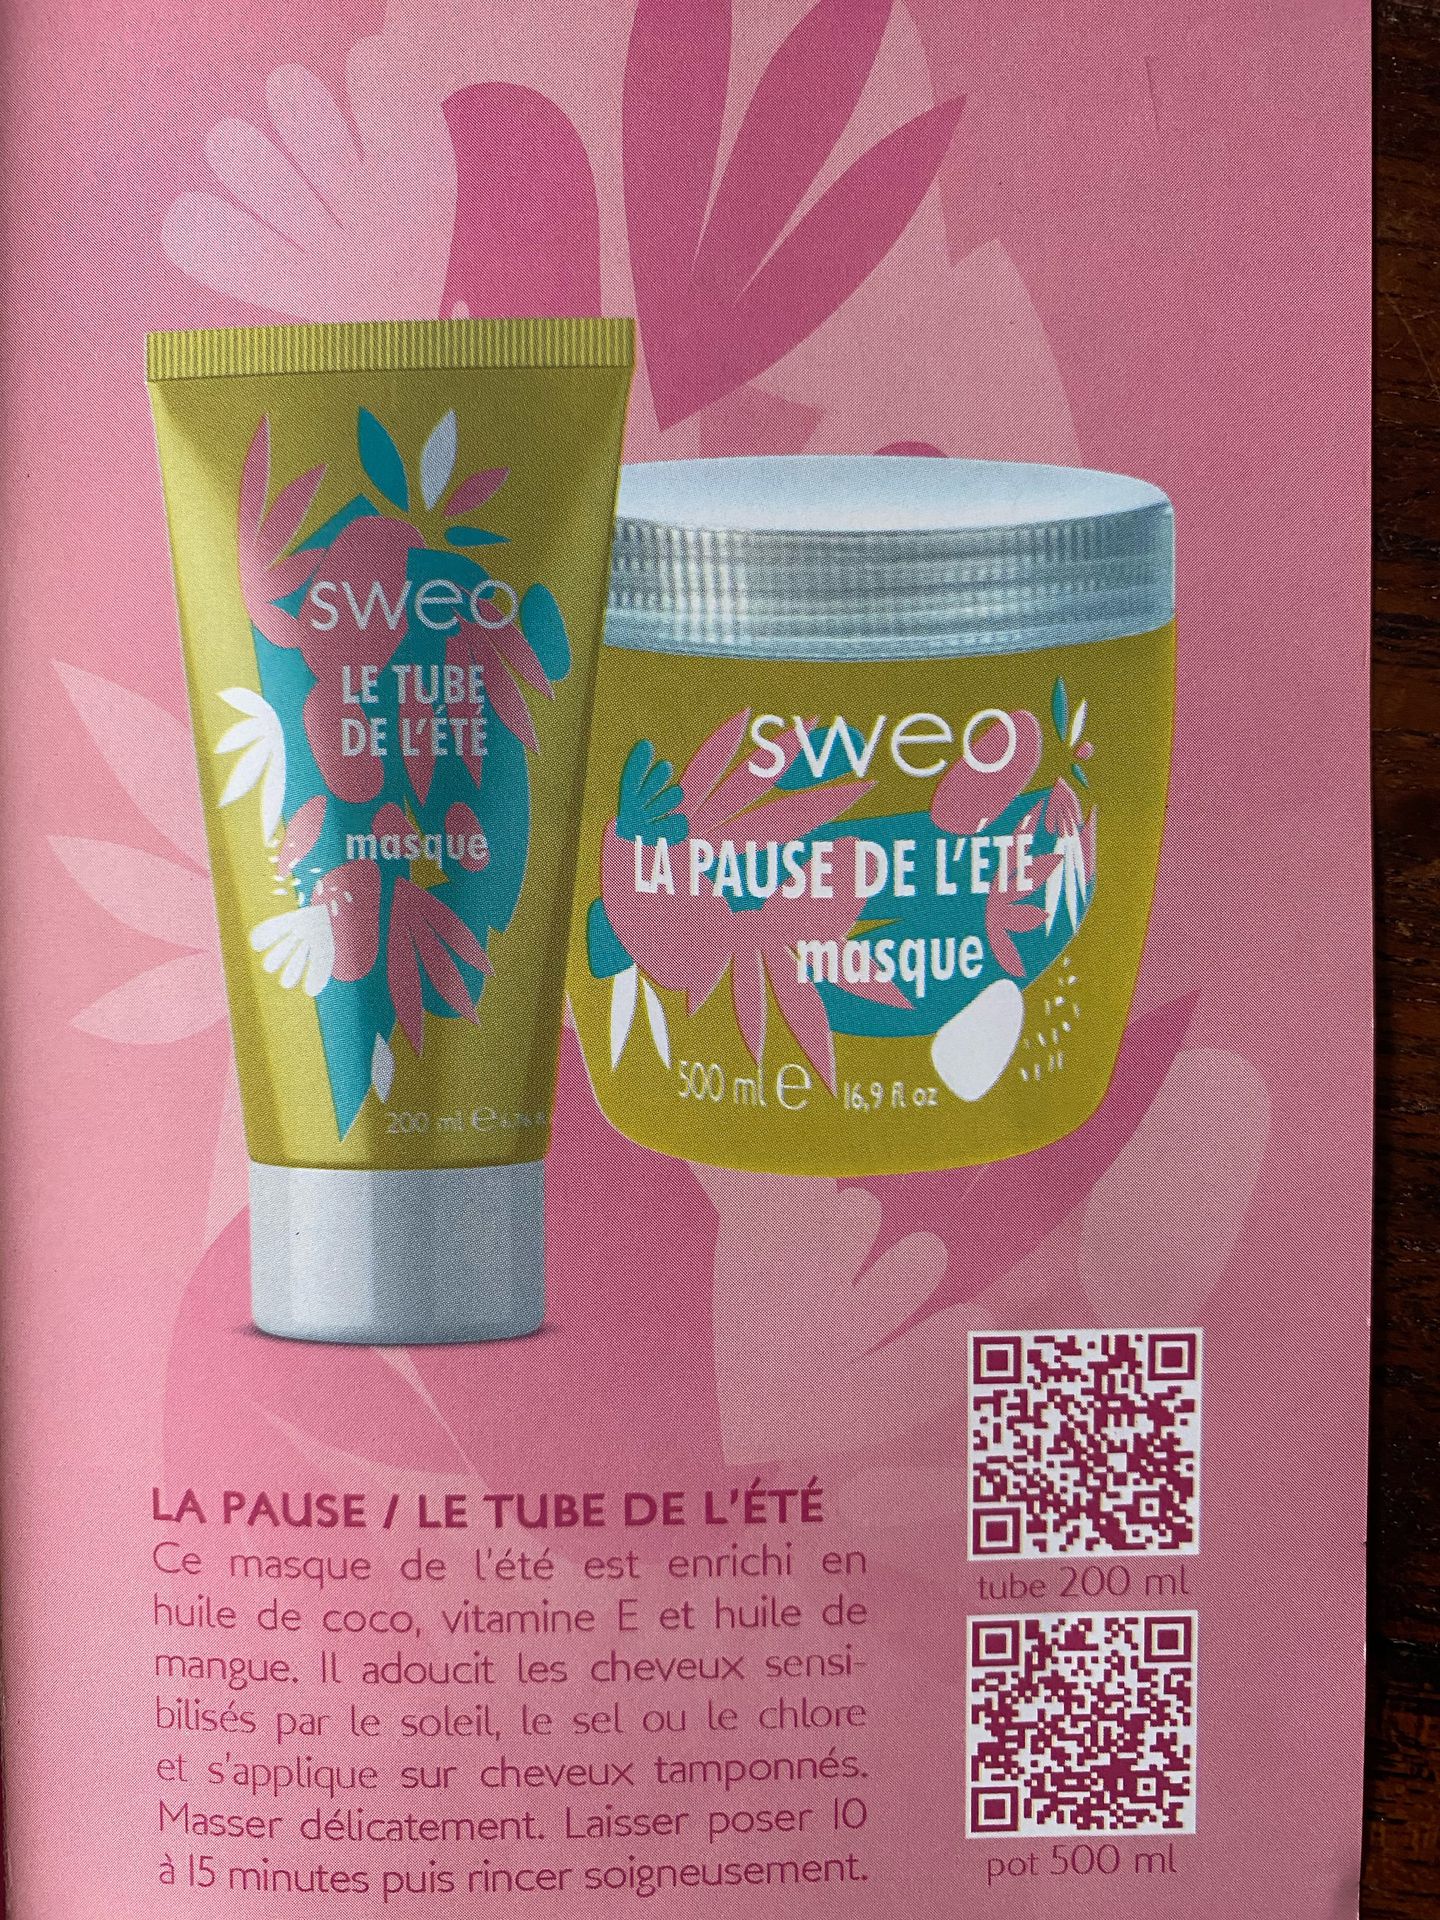 sweo
LE TUBE
DE L'ÉTÉ
masque
200 ml e
sweo
LA PAUSE DE L'ÉTÉ
masque
500 ml e 16,9 fl oz
LA PAUSE / LE TUBE DE L'ÉTÉ
Ce masque de l'été est enrichi en
huile de coco, vitamine E et huile de
mangue. Il adoucit les cheveux sensi-
bilisés par le soleil, le sel ou le chlore
et s'applique sur cheveux tamponnés.
Masser délicatement. Laisser poser 10
à 15 minutes puis rincer soigneusement.
tube 200 ml
pot 500 ml